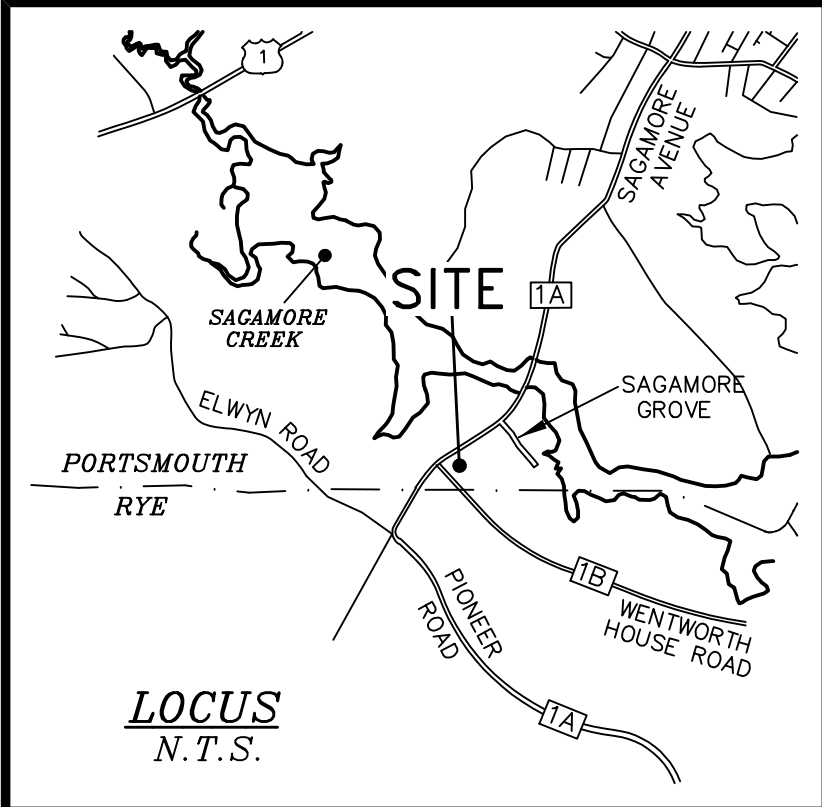 1
SAGAMORE
AVENUE
SITE
1A
SAGAMORE
CREEK
SAGAMORE
GROVE
ELWYN ROAD
PORTSMOUTH
RYE
1B
WENTWORTH
HOUSE ROAD
PIONEER
ROAD
1A
LOCUS
N.T.S.